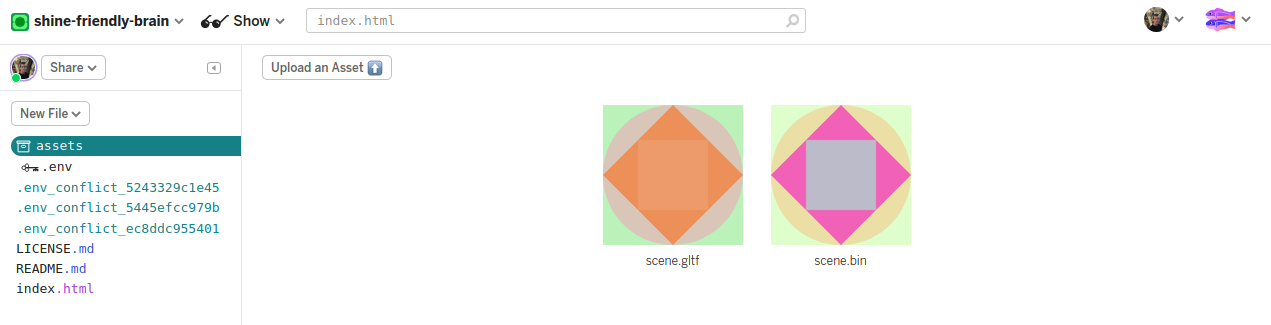 shine-friendly-brain
Show
index.html
Share
Upload an Asset
New File
assets
.env
.env_conflict_5243329c1e45
.env_conflict_5445efcc979b
.env_conflict_ec8ddc955401
LICENSE.md
README.md
index.html
scene.gltf
scene.bin